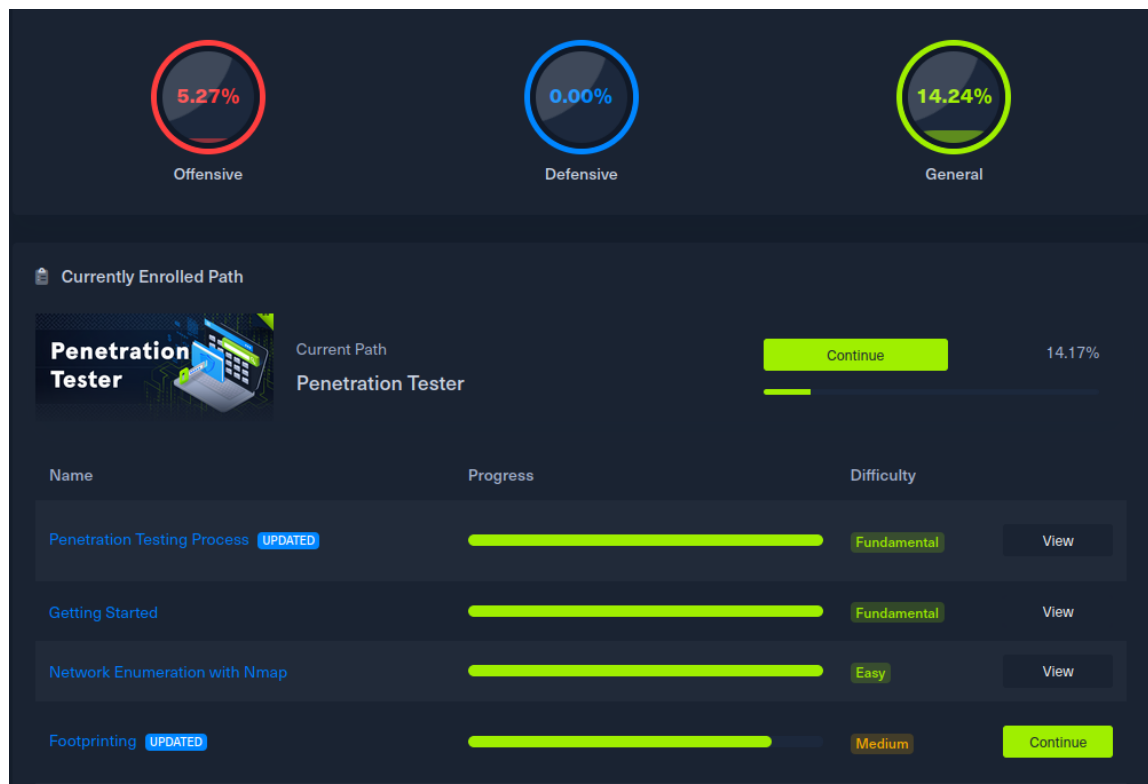 5.27%
0.00%
14.24%
Offensive
Defensive
General
Currently Enrolled Path
Penetration
Tester
Current Path
Penetration Tester
Continue
14.17%
Name
Progress
Difficulty
Penetration Testing Process UPDATED
Fundamental
View
Getting Started
Fundamental
View
Network Enumeration with Nmap
Easy
View
Footprinting UPDATED
Medium
Continue